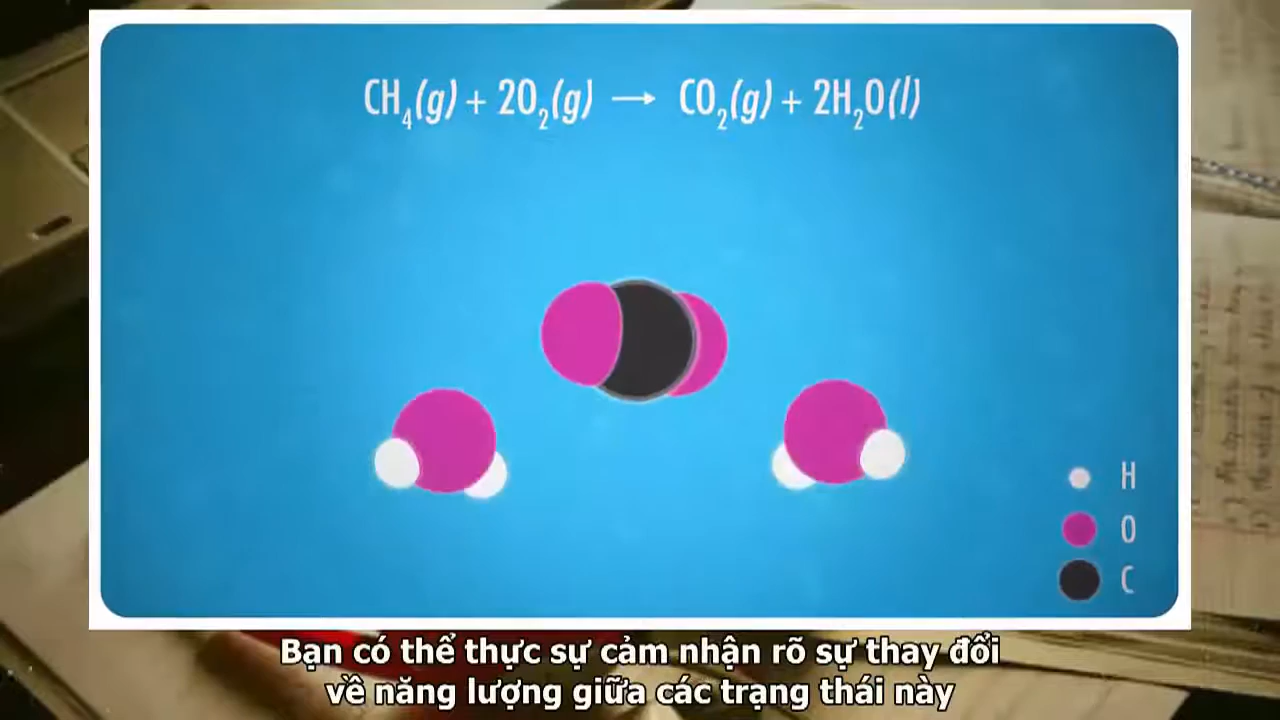 CH₄(g) + 2O₂(g) → CO₂(g) + 2H₂O(l)
H
O
C
Bạn có thể thực sự cảm nhận rõ sự thay đổi
về năng lượng giữa các trạng thái này